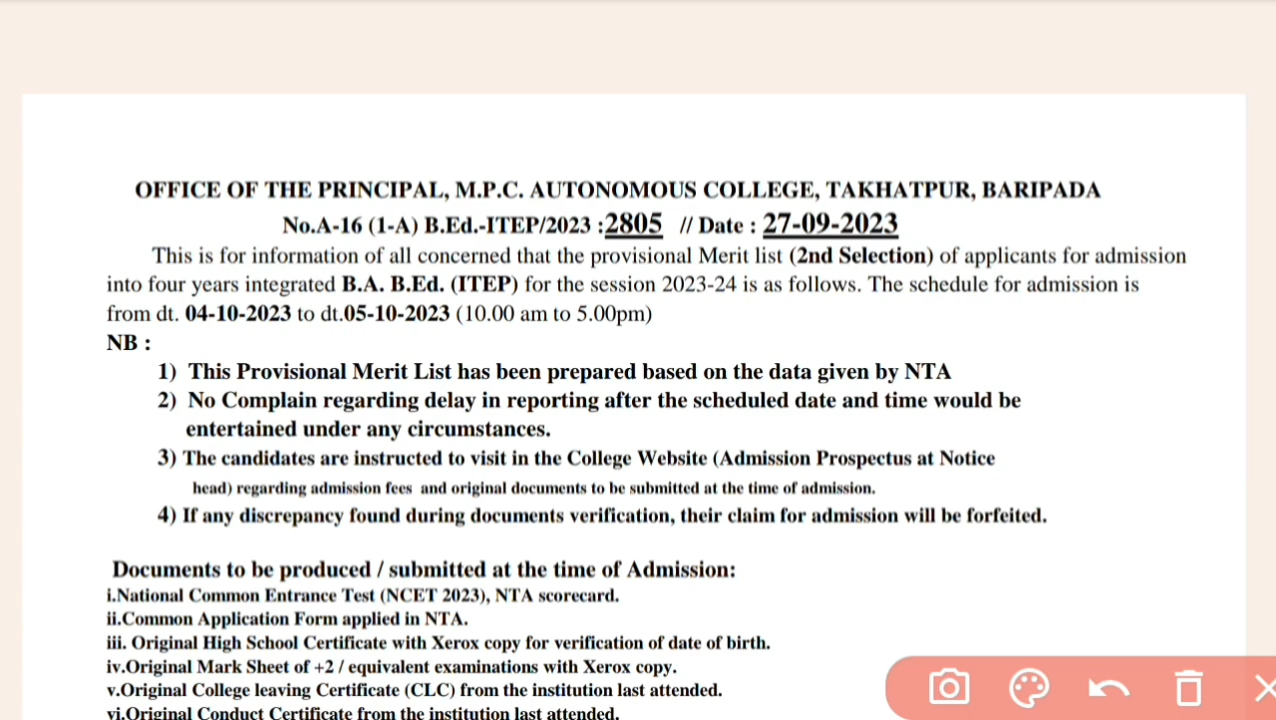 OFFICE OF THE PRINCIPAL, M.P.C. AUTONOMOUS COLLEGE, TAKHATPUR, BARIPADA
No.A-16 (1-A) B.Ed.-ITEP/2023 :2805 // Date : 27-09-2023
This is for information of all concerned that the provisional Merit list (2nd Selection) of applicants for admission
into four years integrated B.A. B.Ed. (ITEP) for the session 2023-24 is as follows. The schedule for admission is
from dt. 04-10-2023 to dt.05-10-2023 (10.00 am to 5.00pm)
NB :
1) This Provisional Merit List has been prepared based on the data given by NTA
2) No Complain regarding delay in reporting after the scheduled date and time would be
entertained under any circumstances.
3) The candidates are instructed to visit in the College Website (Admission Prospectus at Notice
head) regarding admission fees and original documents to be submitted at the time of admission.
4) If any discrepancy found during documents verification, their claim for admission will be forfeited.
Documents to be produced / submitted at the time of Admission:
i.National Common Entrance Test (NCET 2023), NTA scorecard.
ii.Common Application Form applied in NTA.
iii. Original High School Certificate with Xerox copy for verification of date of birth.
iv.Original Mark Sheet of +2 / equivalent examinations with Xerox copy.
v.Original College leaving Certificate (CLC) from the institution last attended.
vi.Original Conduct Certificate from the institution last attended.